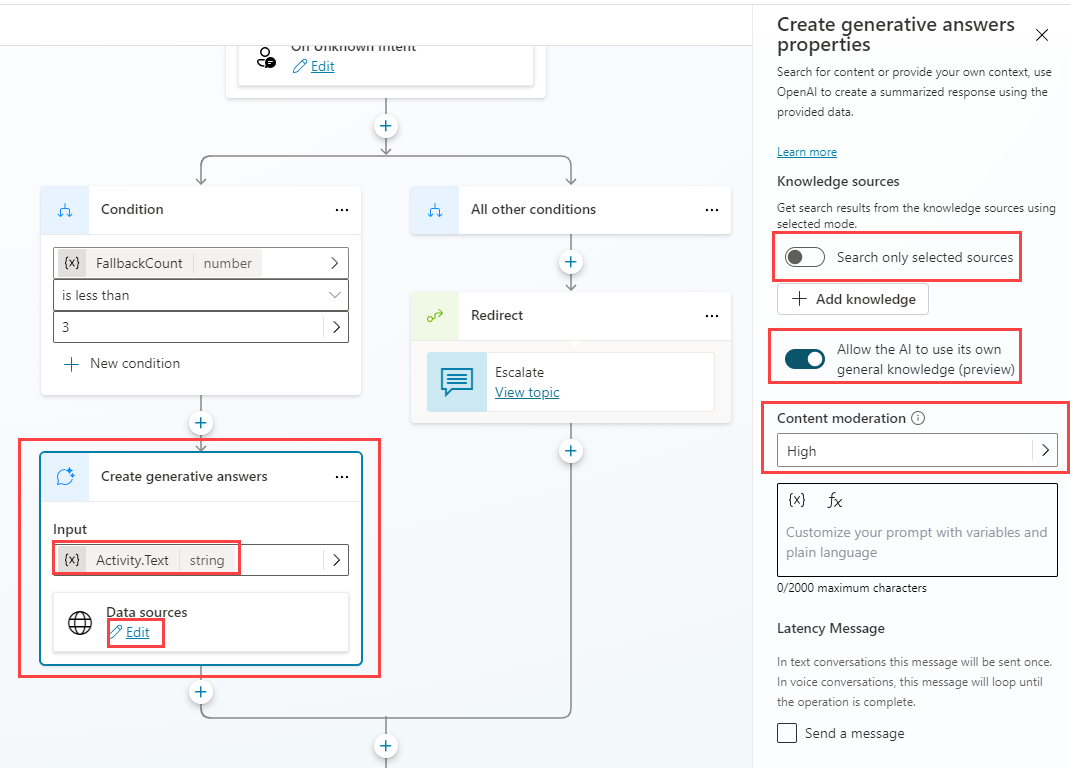 On Unknown Intent
Edit
Condition
...
All other conditions
...
{x} FallbackCount number
is less than
3
New condition
Redirect
...
Escalate
View topic
Create generative answers
...
Input
{x} Activity.Text string
Data sources
Edit
Create generative answers
properties
Search for content or provide your own context, use
OpenAI to create a summarized response using the
provided data.
Learn more
Knowledge sources
Get search results from the knowledge sources using
selected mode.
Search only selected sources
Add knowledge
Allow the AI to use its own
general knowledge (preview)
Content moderation
High
{x} fx
Customize your prompt with variables and
plain language
0/2000 maximum characters
Latency Message
In text conversations this message will be sent once.
In voice conversations, this message will loop until
the operation is complete.
Send a message